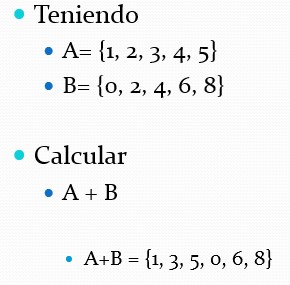 Teniendo
A= {1, 2, 3, 4, 5}
B= {0, 2, 4, 6, 8}
Calcular
A + B
A+B = {1, 3, 5, 0, 6, 8}